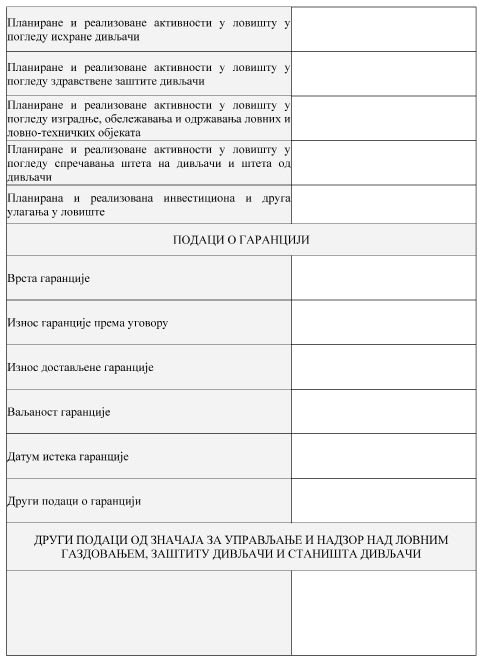 Планиране и реализоване активности у ловишту у
погледу исхране дивљачи
Планиране и реализоване активности у ловишту у
погледу здравствене заштите дивљачи
Планиране и реализоване активности у ловишту у
погледу изградње, обележавања и одржавања ловних и
ловно-техничких објеката
Планиране и реализоване активности у ловишту у
погледу спречавања штета на дивљачи и штета од
дивљачи
Планирана и реализована инвестициона и друга
улагања у ловиште
ПОДАЦИ О ГАРАНЦИЈИ
Врста гаранције
Износ гаранције према уговору
Износ достављене гаранције
Ваљаност гаранције
Датум истека гаранције
Други подаци о гаранцији
ДРУГИ ПОДАЦИ ОД ЗНАЧАЈА ЗА УПРАВЉАЊЕ И НАДЗОР НАД ЛОВНИМ
ГАЗДОВАЊЕМ, ЗАШТИТУ ДИВЉАЧИ И СТАНИШТА ДИВЉАЧИ